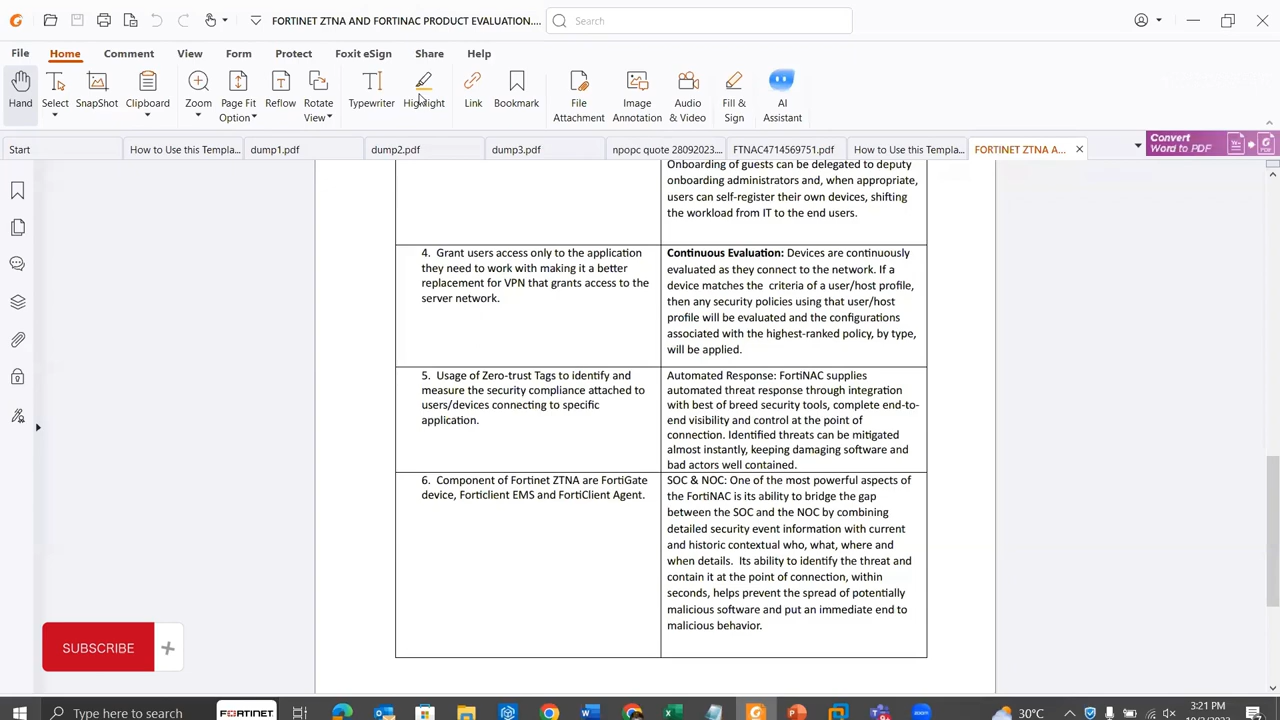 FORTINET ZTNA AND FORTINAC PRODUCT EVALUATION....
Search
File
Home
Comment
View
Form
Protect
Foxit eSign
Share
Help
Hand
Select
SnapShot
Clipboard
Zoom
Page Fit
Option
Reflow
Rotate
View
Typewriter
Highlight
Link
Bookmark
File
Attachment
Image
Annotation
Audio
& Video
Fill &
Sign
AI
Assistant
Start
How to Use this Templa...
dump1.pdf
dump2.pdf
dump3.pdf
npopc quote 28092023....
FTNAC4714569751.pdf
How to Use this Templa...
FORTINET ZTNA A...
Convert
Word to PDF
Onboarding of guests can be delegated to deputy
onboarding administrators and, when appropriate,
users can self-register their own devices, shifting
the workload from IT to the end users.
4. Grant users access only to the application
they need to work with making it a better
replacement for VPN that grants access to the
server network.
Continuous Evaluation: Devices are continuously
evaluated as they connect to the network. If a
device matches the criteria of a user/host profile,
then any security policies using that user/host
profile will be evaluated and the configurations
associated with the highest-ranked policy, by type,
will be applied.
5. Usage of Zero-trust Tags to identify and
measure the security compliance attached to
users/devices connecting to specific
application.
Automated Response: FortiNAC supplies
automated threat response through integration
with best of breed security tools, complete end-to-
end visibility and control at the point of
connection. Identified threats can be mitigated
almost instantly, keeping damaging software and
bad actors well contained.
6. Component of Fortinet ZTNA are FortiGate
device, Forticlient EMS and FortiClient Agent.
SOC & NOC: One of the most powerful aspects of
the FortiNAC is its ability to bridge the gap
between the SOC and the NOC by combining
detailed security event information with current
and historic contextual who, what, where and
when details. Its ability to identify the threat and
contain it at the point of connection, within
seconds, helps prevent the spread of potentially
malicious software and put an immediate end to
malicious behavior.
SUBSCRIBE
Type here to search
FORTINET
30°C
3:21 PM